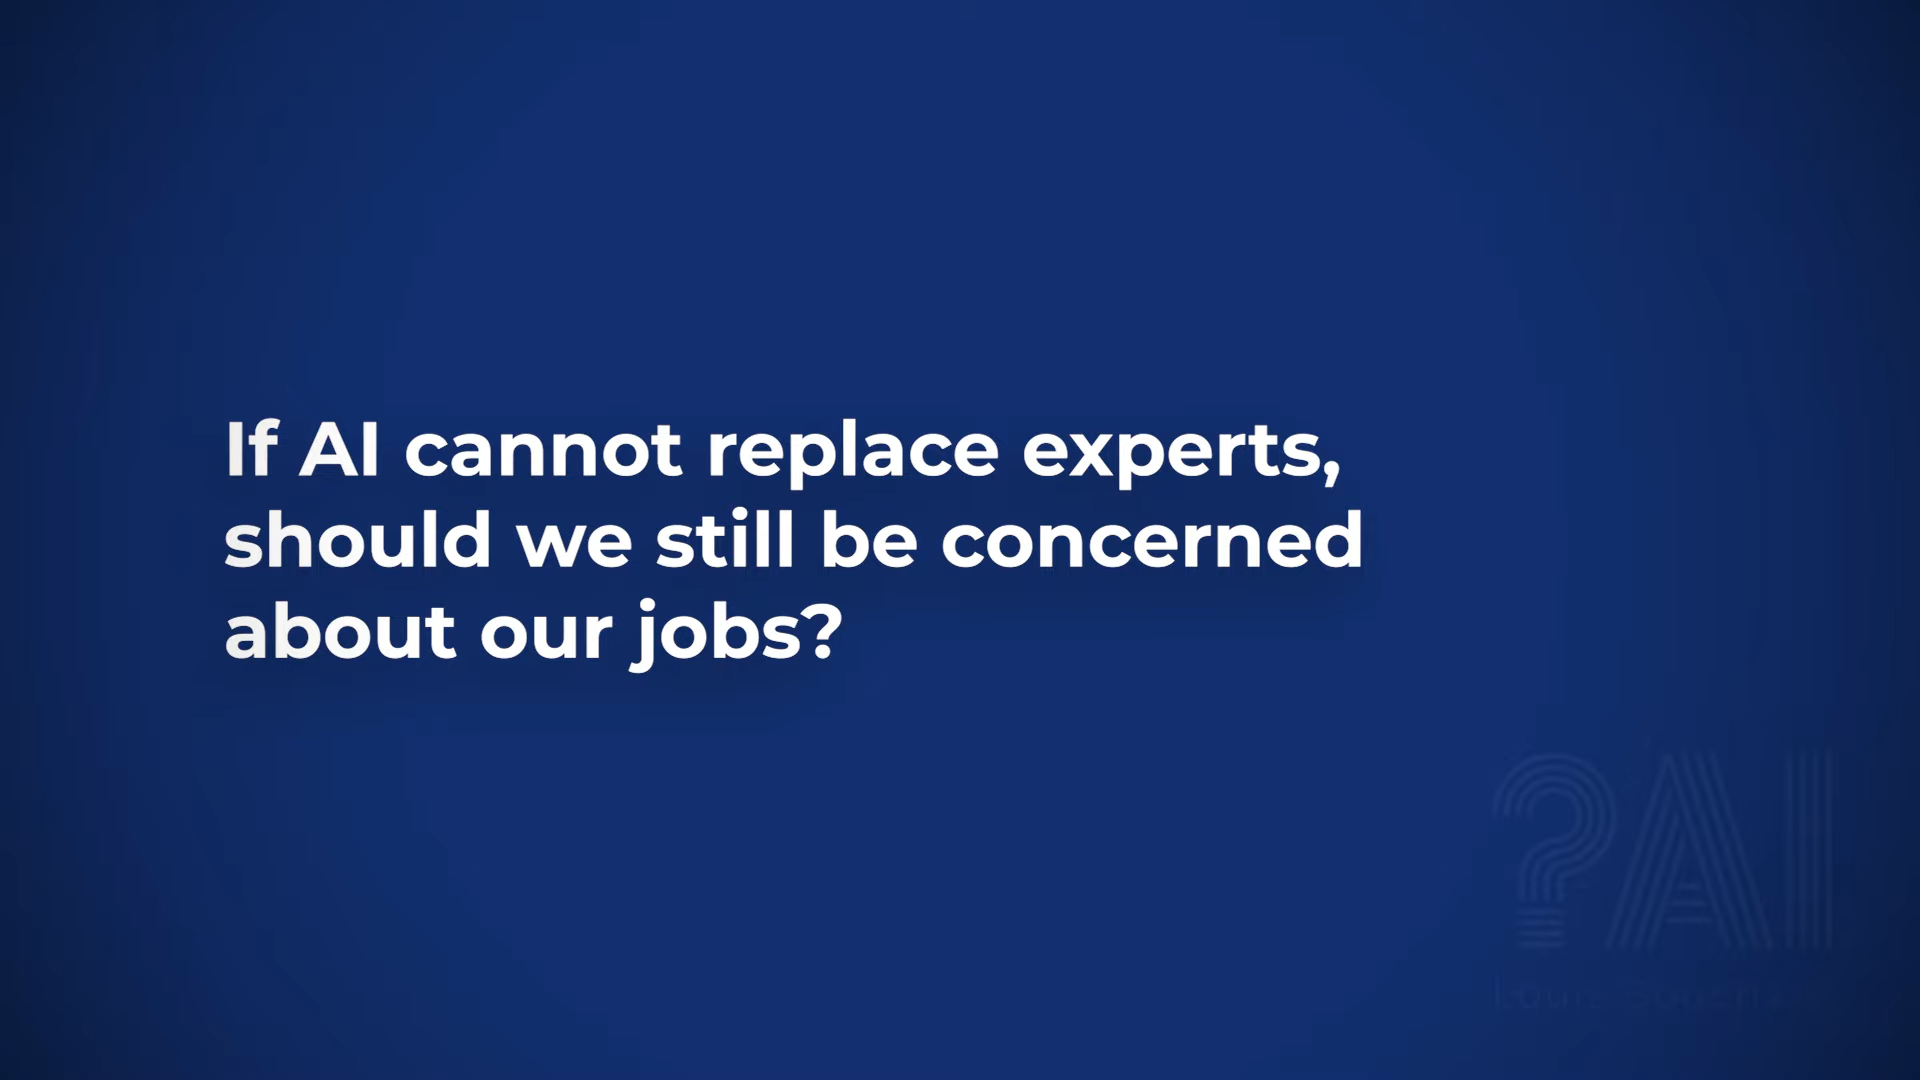 If AI cannot replace experts,
should we still be concerned
about our jobs?
?AI